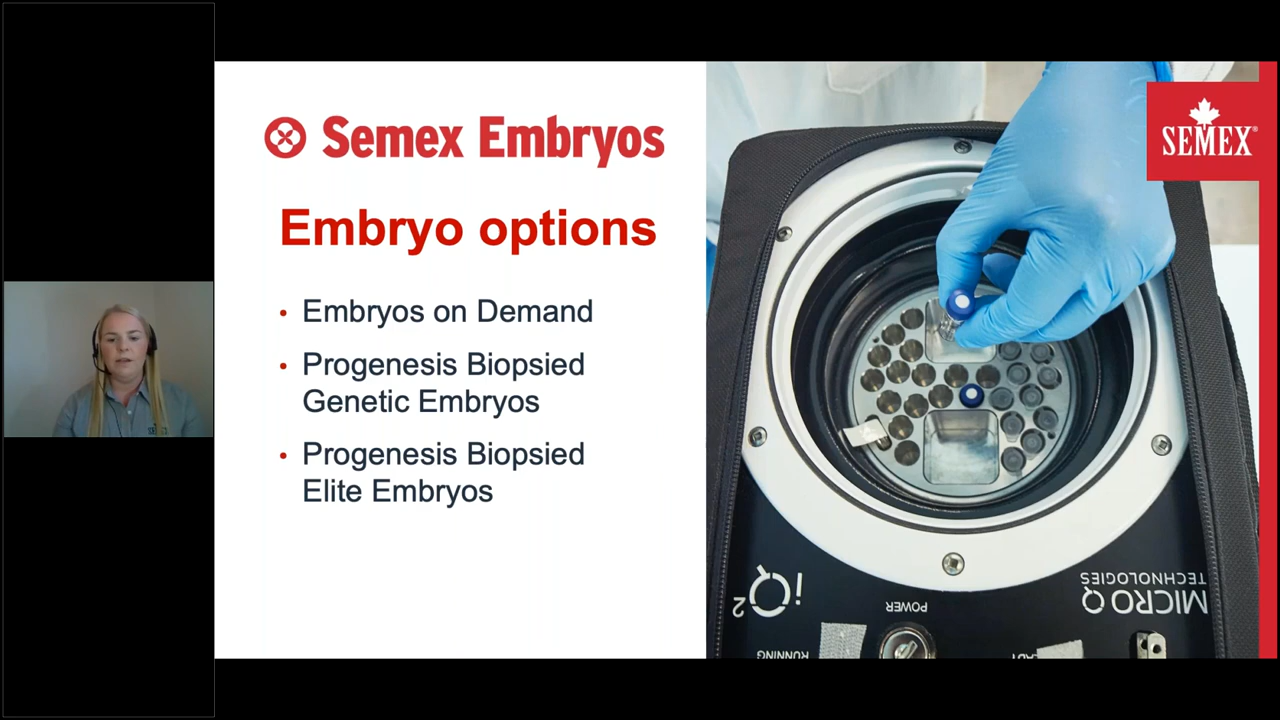 Semex Embryos
Embryo options
• Embryos on Demand
• Progenesis Biopsied
Genetic Embryos
• Progenesis Biopsied
Elite Embryos
SEMEX®
iQ2
MICRO Q
TECHNOLOGIES
POWER
RUNNING